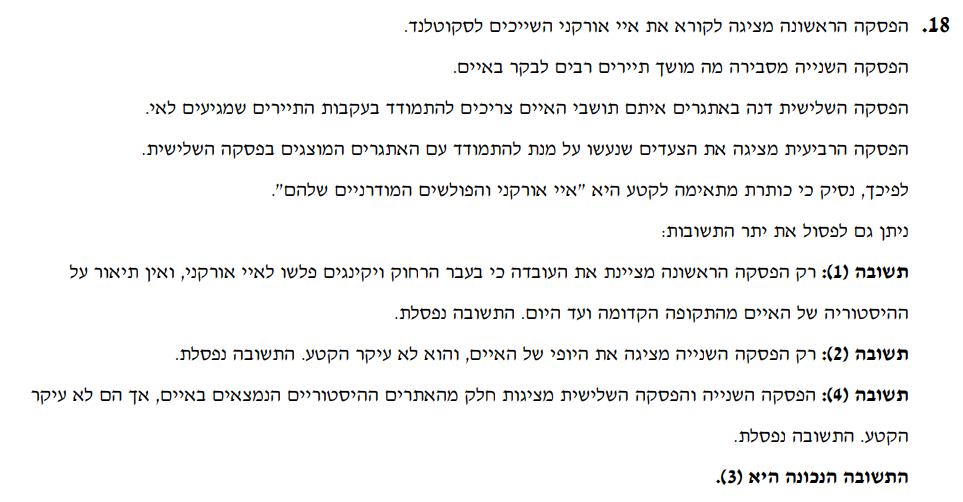 18. הפסקה הראשונה מציגה לקורא את איי אורקני השייכים לסקוטלנד.
הפסקה השנייה מסבירה מה מושך תיירים רבים לבקר באיים.
הפסקה השלישית דנה באתגרים איתם תושבי האיים צריכים להתמודד בעקבות התיירים שמגיעים לאי.
הפסקה הרביעית מציגה את הצעדים שנעשו על מנת להתמודד עם האתגרים המוצגים בפסקה השלישית.
לפיכך, נסיק כי כותרת מתאימה לקטע היא "איי אורקני והפולשים המודרניים שלהם".
ניתן גם לפסול את יתר התשובות:
תשובה (1): רק הפסקה הראשונה מציינת את העובדה כי בעבר הרחוק ויקינגים פלשו לאיי אורקני, ואין תיאור על
ההיסטוריה של האיים מהתקופה הקדומה ועד היום. התשובה נפסלת.
תשובה (2): רק הפסקה השנייה מציגה את היופי של האיים, והוא לא עיקר הקטע. התשובה נפסלת.
תשובה (4): הפסקה השנייה והפסקה השלישית מציגות חלק מהאתרים ההיסטוריים הנמצאים באיים, אך הם לא עיקר
הקטע. התשובה נפסלת.
התשובה הנכונה היא (3).